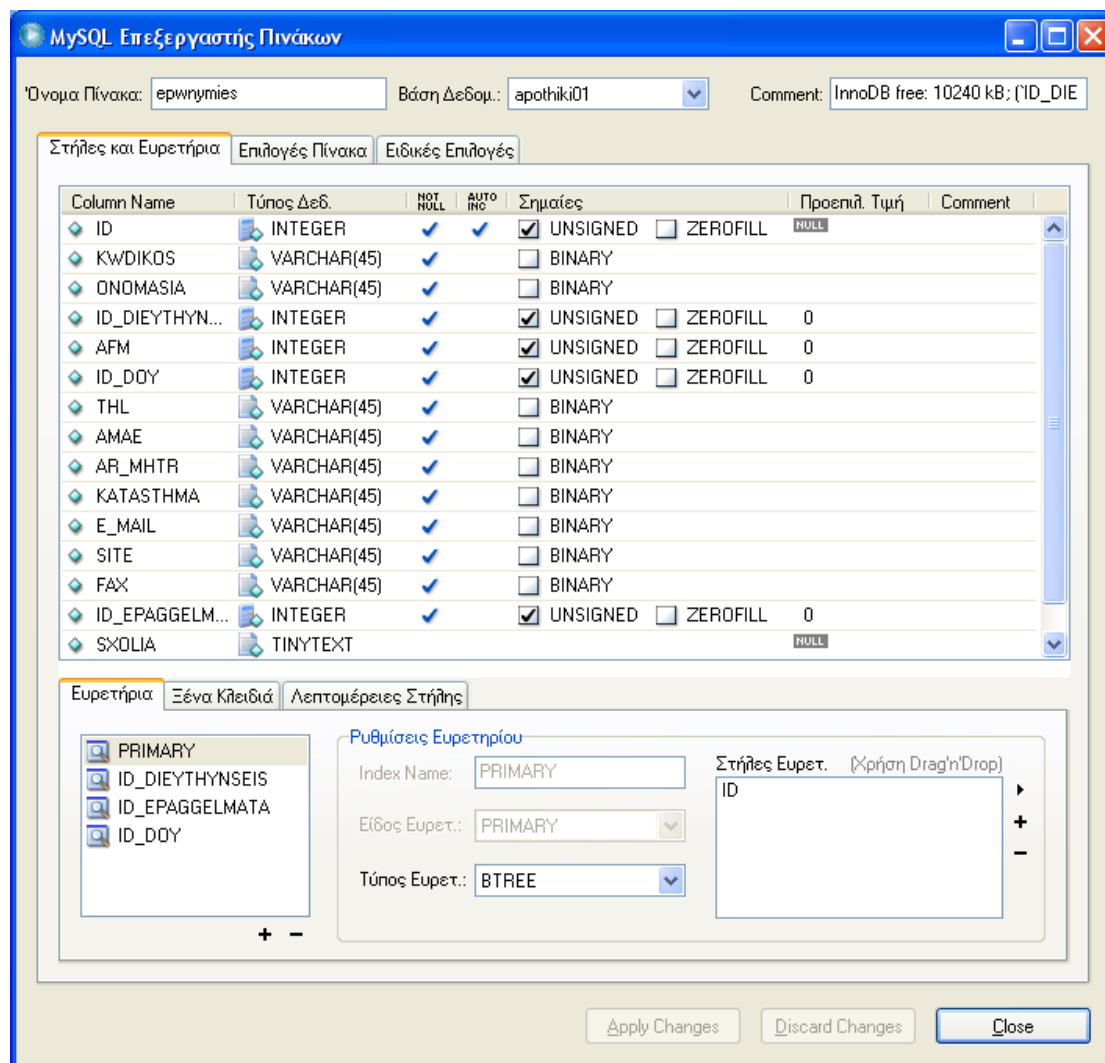 MySQL Επεξεργαστής Πινάκων
Όνομα Πίνακα: epwnymies Βάση Δεδομ.: apothiki01 Comment: InnoDB free: 10240 kB; (`ID_DIE
Στήλες και Ευρετήρια Επιλογές Πίνακα Ειδικές Επιλογές
Column Name Τύπος Δεδ. NOT NULL AUTO INC Σημαίες Προεπιλ. Τιμή Comment
ID INTEGER UNSIGNED ZEROFILL NULL
KWDIKOS VARCHAR(45) BINARY
ONOMASIA VARCHAR(45) BINARY
ID_DIEYTHYN... INTEGER UNSIGNED ZEROFILL 0
AFM INTEGER UNSIGNED ZEROFILL 0
ID_DOY INTEGER UNSIGNED ZEROFILL 0
THL VARCHAR(45) BINARY
AMAE VARCHAR(45) BINARY
AR_MHTR VARCHAR(45) BINARY
KATASTHMA VARCHAR(45) BINARY
E_MAIL VARCHAR(45) BINARY
SITE VARCHAR(45) BINARY
FAX VARCHAR(45) BINARY
ID_EPAGGELM... INTEGER UNSIGNED ZEROFILL 0
SXOLIA TINYTEXT NULL
Ευρετήρια Ξένα Κλειδιά Λεπτομέρειες Στήλης
PRIMARY
ID_DIEYTHYNSEIS
ID_EPAGGELMATA
ID_DOY
Ρυθμίσεις Ευρετηρίου
Index Name: PRIMARY
Είδος Ευρετ.: PRIMARY
Τύπος Ευρετ.: BTREE
Στήλες Ευρετ. (Χρήση Drag'n'Drop)
ID
Apply Changes Discard Changes Close